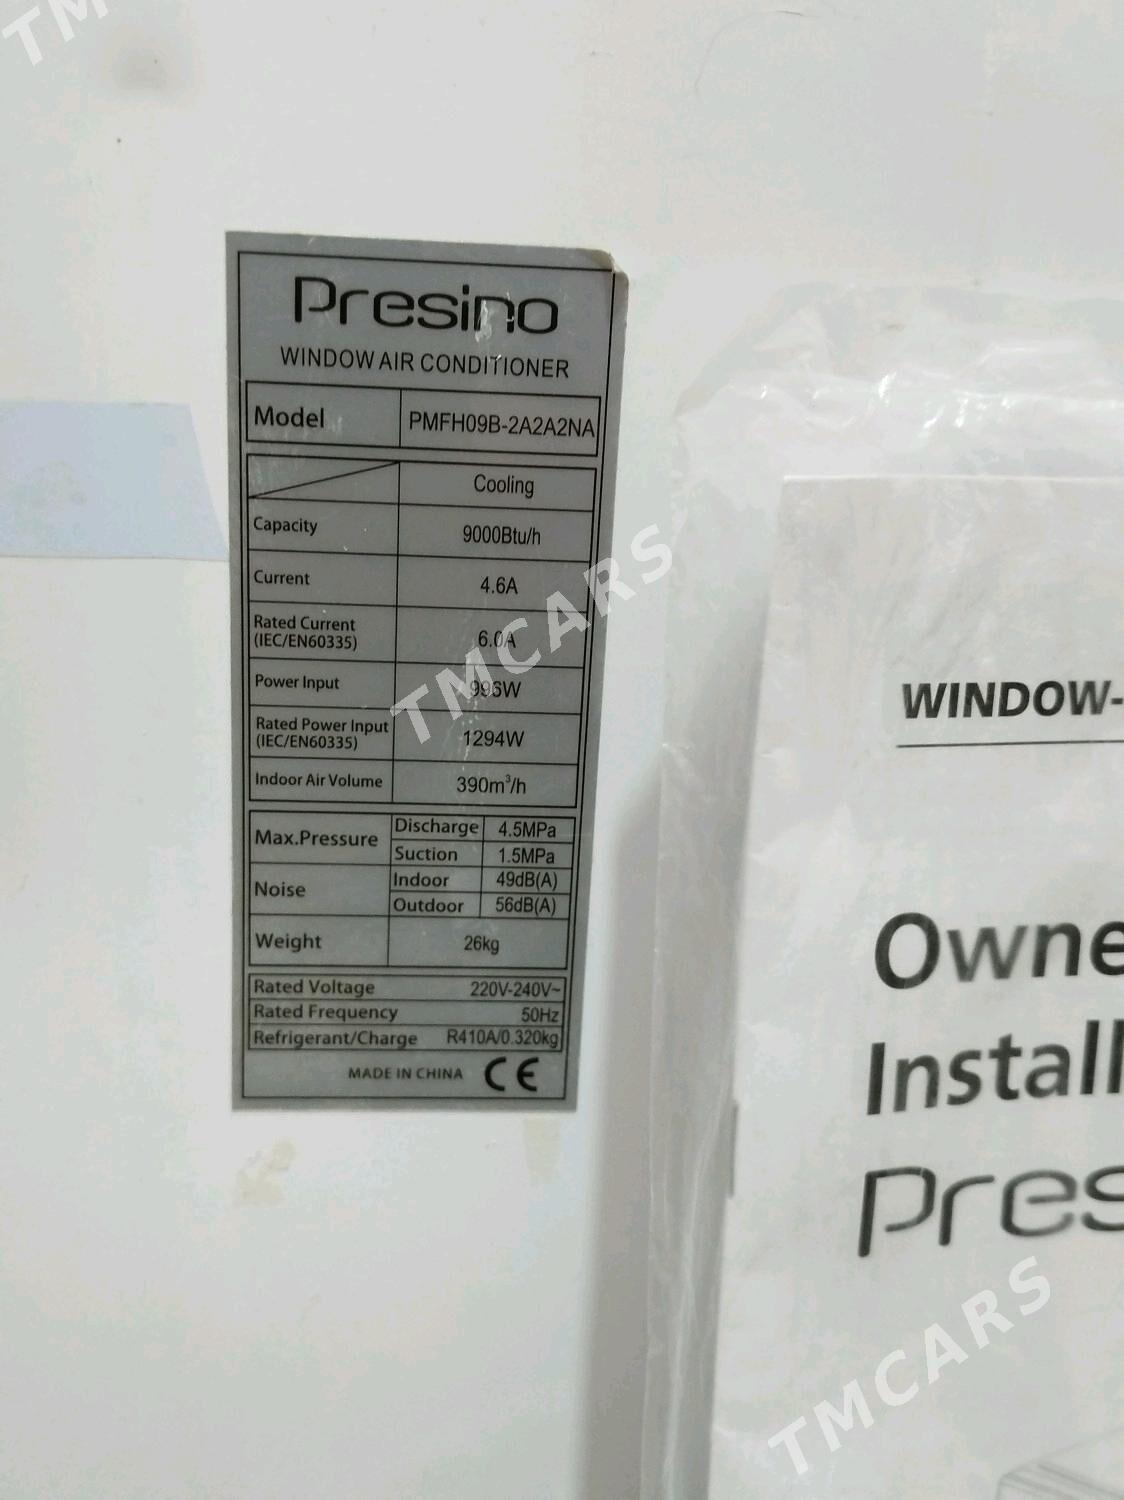 Presino
WINDOW AIR CONDITIONER
Model PMFH09B-2A2A2NA
Cooling
Capacity 9000Btu/h
Current 4.6A
Rated Current
(IEC/EN60335) 6.0A
Power Input 996W
Rated Power Input
(IEC/EN60335) 1294W
Indoor Air Volume 390m³/h
Max.Pressure Discharge 4.5MPa
Suction 1.5MPa
Noise Indoor 49dB(A)
Outdoor 56dB(A)
Weight 26kg
Rated Voltage 220V-240V~
Rated Frequency 50Hz
Refrigerant/Charge R410A/0.320kg
MADE IN CHINA CE
WINDOW-
Owne
Install
Pres
TM
TMCARS
TMCARS